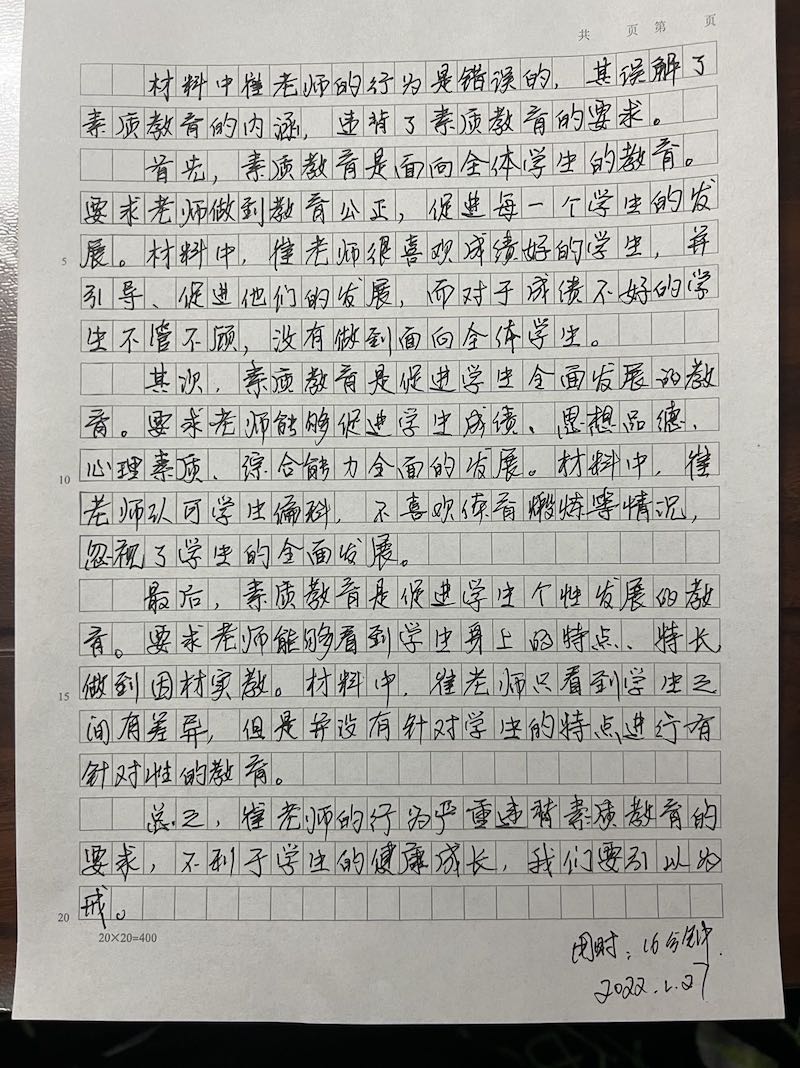 共 页 第 页
材料中崔老师的行为是错误的，其误解了
素质教育的内涵，违背了素质教育的要求。
首先，素质教育是面向全体学生的教育。
要求老师做到教育公正，促进每一个学生的发
5 展。材料中，崔老师很喜欢成绩好的学生，并
引导、促进他们的发展，而对于成绩不好的学
生不管不顾，没有做到面向全体学生。
其次，素质教育是促进学生全面发展的教
育。要求老师能够促进学生成绩、思想品德、
10 心理素质、综合能力全面的发展。材料中，崔
老师认可学生偏科，不喜欢体育煅炼等情况，
忽视了学生的全面发展。
最后，素质教育是促进学生个性发展的教
育。要求老师能够看到学生身上的特点、特长
15 做到因材实教。材料中，崔老师只看到学生之
间有差异，但是并没有针对学生的特点进行有
针对性的教育。
总之，崔老师的行为严重违背素质教育的
要求，不利于学生的健康成长，我们要引以为
20 戒。
20×20=400
用时：16分钟.
2022.1.27